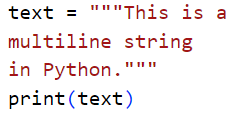 text = """This is a
multiline string
in Python."""
print(text)